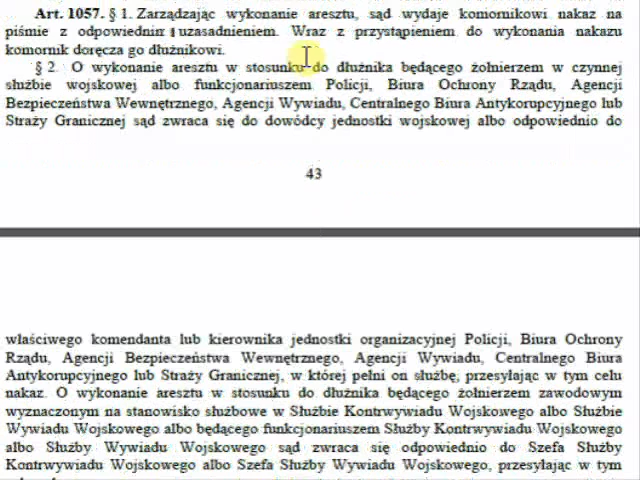 Art. 1057. § 1. Zarządzając wykonanie aresztu, sąd wydaje komornikowi nakaz na
piśmie z odpowiednim uzasadnieniem. Wraz z przystąpieniem do wykonania nakazu
komornik doręcza go dłużnikowi.
§ 2. O wykonanie aresztu w stosunku do dłużnika będącego żołnierzem w czynnej
służbie wojskowej albo funkcjonariuszem Policji, Biura Ochrony Rządu, Agencji
Bezpieczeństwa Wewnętrznego, Agencji Wywiadu, Centralnego Biura Antykorupcyjnego lub
Straży Granicznej sąd zwraca się do dowódcy jednostki wojskowej albo odpowiednio do
43
właściwego komendanta lub kierownika jednostki organizacyjnej Policji, Biura Ochrony
Rządu, Agencji Bezpieczeństwa Wewnętrznego, Agencji Wywiadu, Centralnego Biura
Antykorupcyjnego lub Straży Granicznej, w której pełni on służbę, przesyłając w tym celu
nakaz. O wykonanie aresztu w stosunku do dłużnika będącego żołnierzem zawodowym
wyznaczonym na stanowisko służbowe w Służbie Kontrwywiadu Wojskowego albo Służbie
Wywiadu Wojskowego albo będącego funkcjonariuszem Służby Kontrwywiadu Wojskowego
albo Służby Wywiadu Wojskowego sąd zwraca się odpowiednio do Szefa Służby
Kontrwywiadu Wojskowego albo Szefa Służby Wywiadu Wojskowego, przesyłając w tym